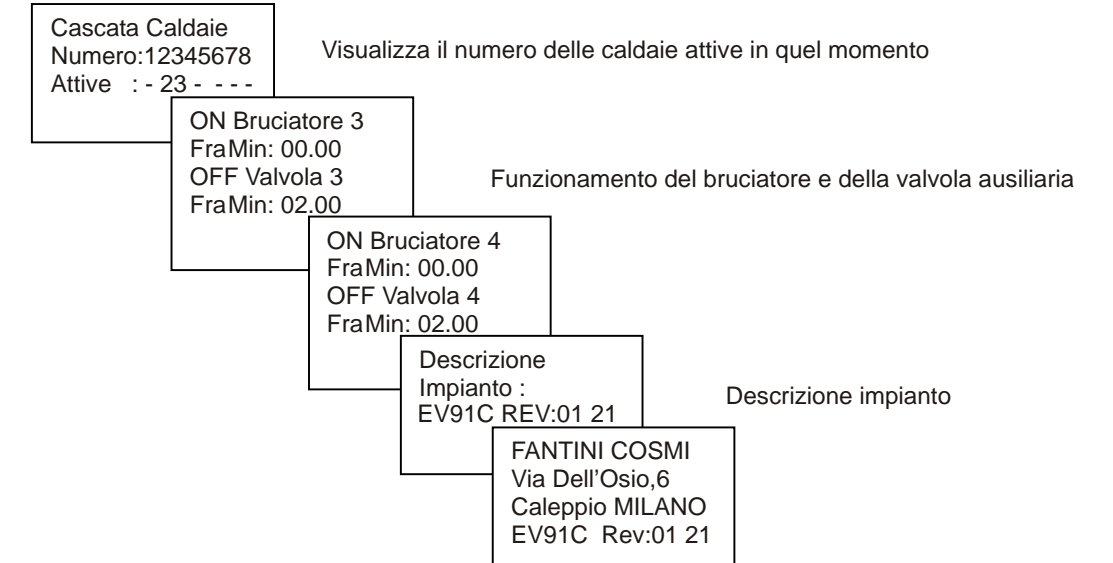 Cascata Caldaie
Numero:12345678
Attive : - 23 - - - -
Visualizza il numero delle caldaie attive in quel momento
ON Bruciatore 3
FraMin: 00.00
OFF Valvola 3
FraMin: 02.00
Funzionamento del bruciatore e della valvola ausiliaria
ON Bruciatore 4
FraMin: 00.00
OFF Valvola 4
FraMin: 02.00
Descrizione
Impianto :
EV91C REV:01 21
Descrizione impianto
FANTINI COSMI
Via Dell'Osio,6
Caleppio MILANO
EV91C Rev:01 21